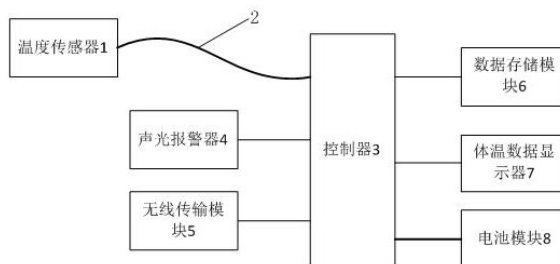 温度传感器1
2
数据存储模
块6
声光报警器4
控制器3
体温数据显
示器7
无线传输模
块5
电池模块8